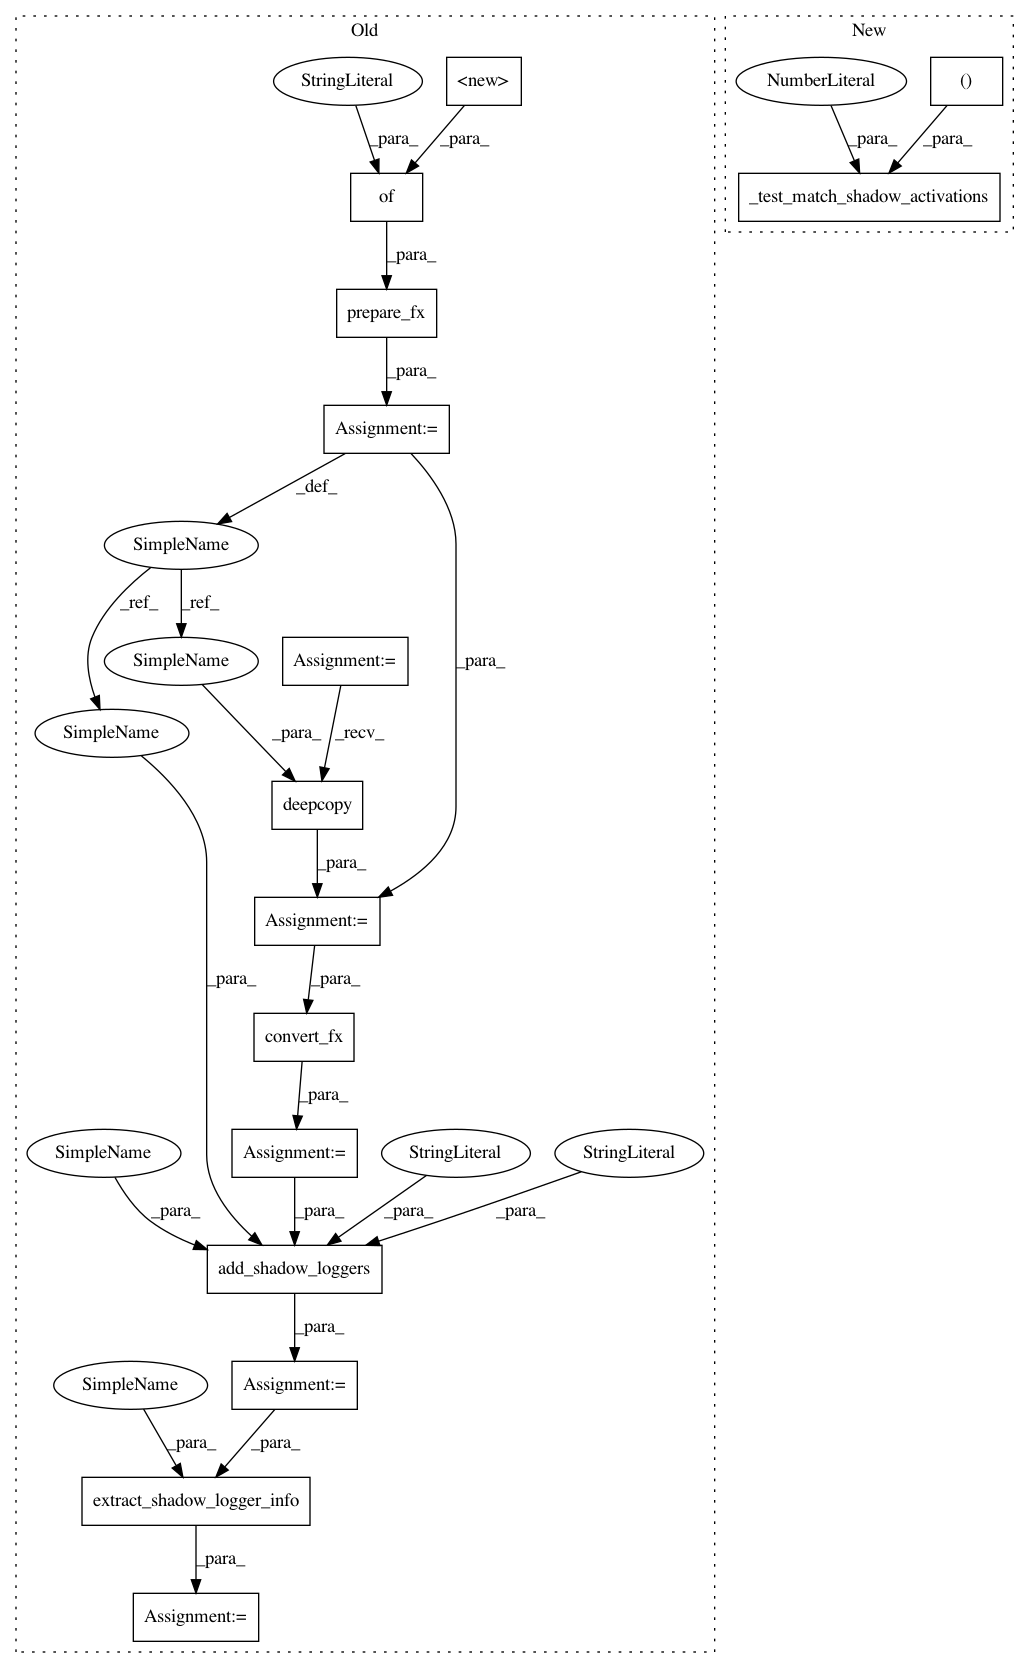 Old
New
StringLiteral
<new>
NumberLiteral
()
_para_
_para_
_para_
_para_
of
_test_match_shadow_activations
_para_
prepare_fx
_para_
Assignment:=
_def_
SimpleName
_ref_
_ref_
SimpleName
Assignment:=
_para_
SimpleName
_para_
_recv_
deepcopy
_para_
Assignment:=
_para_
_para_
convert_fx
_para_
SimpleName
Assignment:=
StringLiteral
StringLiteral
_para_
_para_
_para_
_para_
add_shadow_loggers
_para_
SimpleName
Assignment:=
_para_
_para_
extract_shadow_logger_info
_para_
Assignment:=